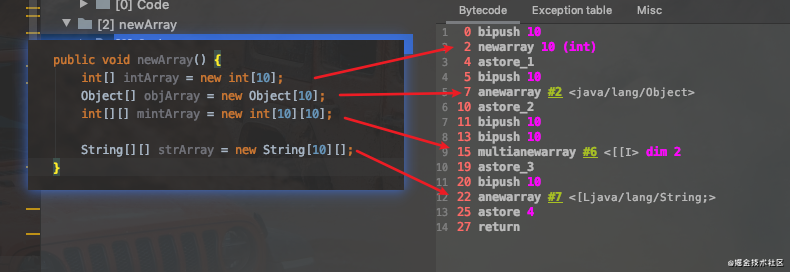 [0] Code
[2] newArray
public void newArray() {
int[] intArray = new int[10];
Object[] objArray = new Object[10];
int[][] mintArray = new int[10][10];
String[][] strArray = new String[10][];
}
Bytecode Exception table Misc
1 0 bipush 10
2 2 newarray 10 (int)
3 4 astore_1
4 5 bipush 10
5 7 anewarray #2 <java/lang/Object>
6 10 astore_2
7 11 bipush 10
8 13 bipush 10
9 15 multianewarray #6 <[[I> dim 2
10 19 astore_3
11 20 bipush 10
12 22 anewarray #7 <[Ljava/lang/String;>
13 25 astore 4
14 27 return
@掘金技术社区